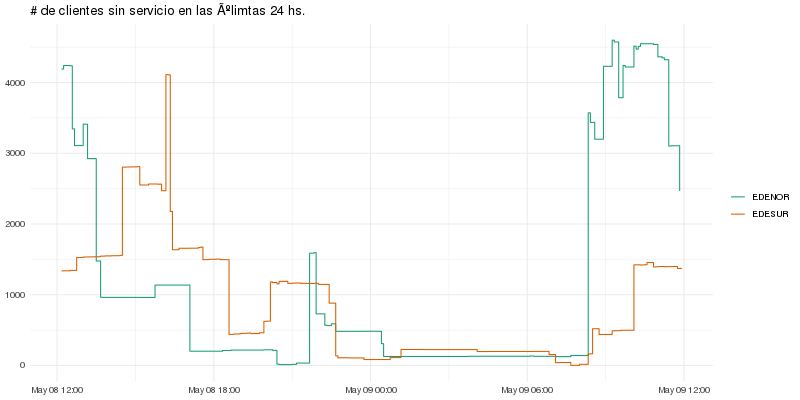 # de clientes sin servicio en las Ãºlimtas 24 hs.
4000
3000
2000
1000
0
May 08 12:00 May 08 18:00 May 09 00:00 May 09 06:00 May 09 12:00
EDENOR
EDESUR